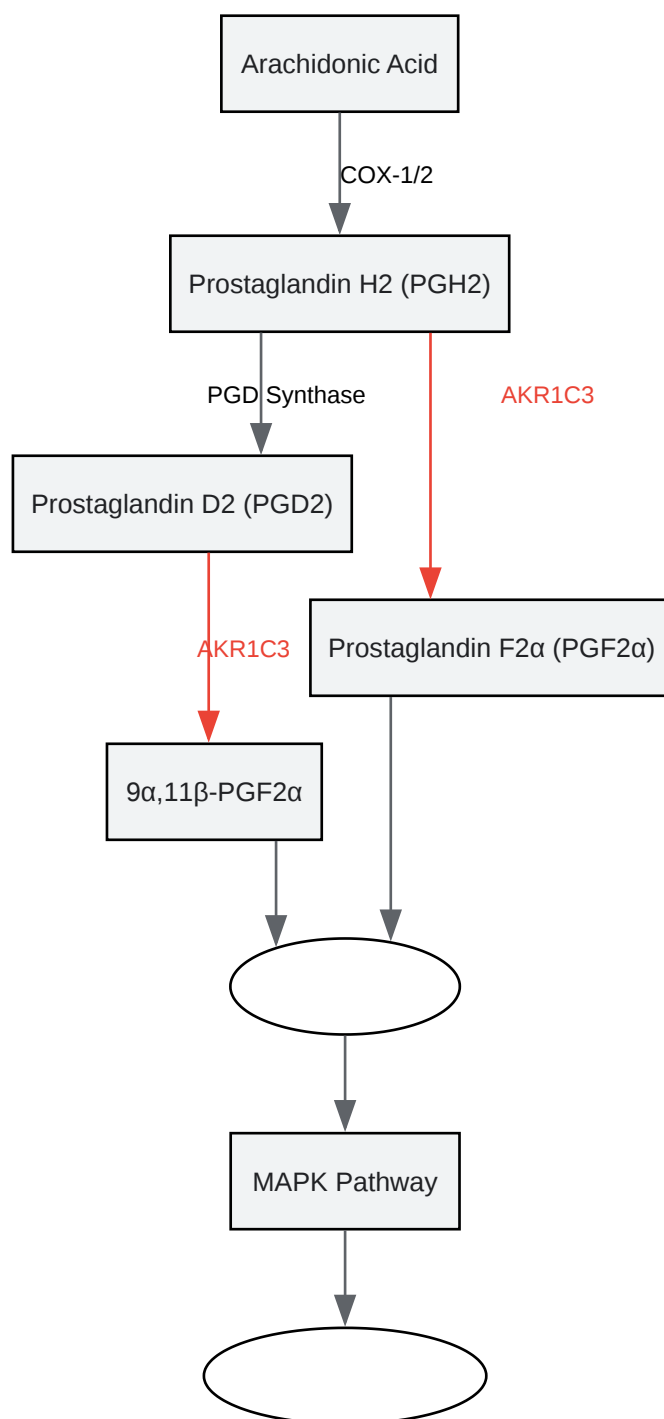 Arachidonic Acid
COX-1/2
Prostaglandin H2 (PGH2)
PGD Synthase
AKR1C3
Prostaglandin D2 (PGD2)
AKR1C3
Prostaglandin F2α (PGF2α)
9α,11β-PGF2α
MAPK Pathway